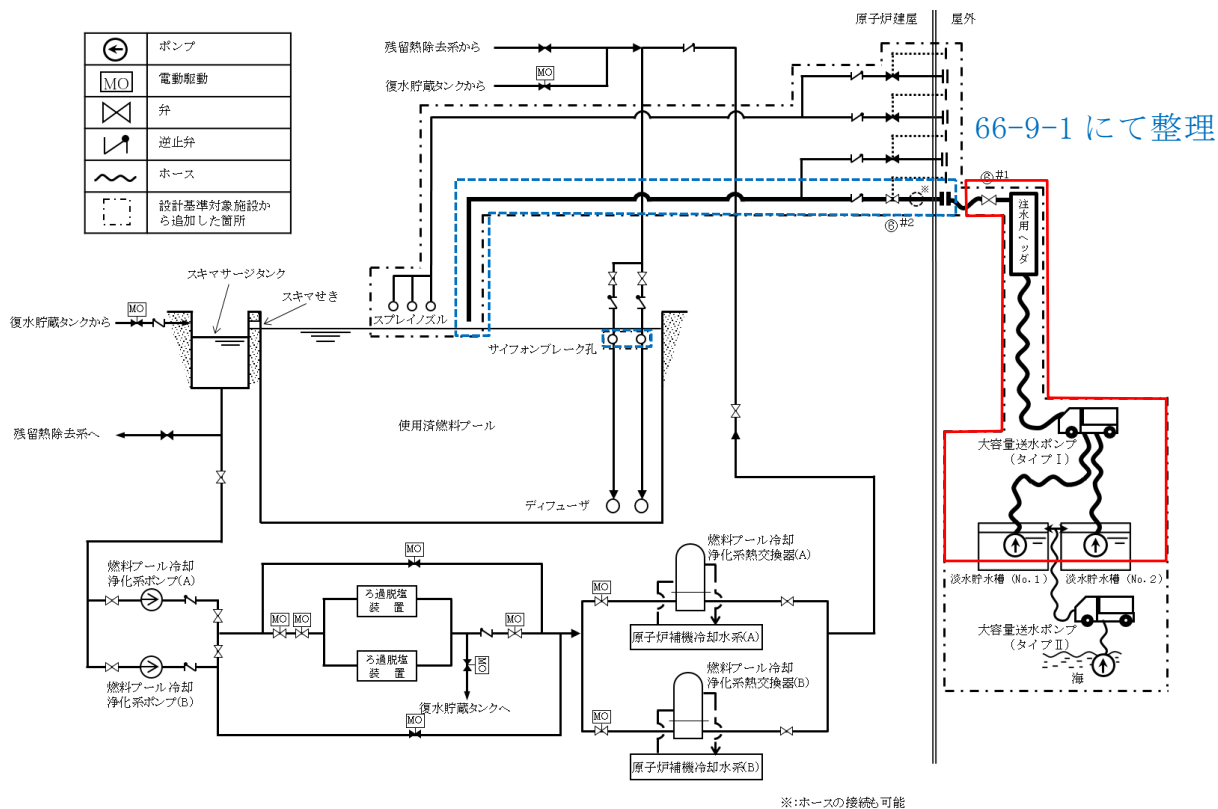 ポンプ
MO
電動駆動
弁
逆止弁
ホース
設計基準対象施設か
ら追加した箇所
残留熱除去系から
MO
復水貯蔵タンクから
原子炉建屋
屋外
66-9-1 にて整理
※
⑥#1
⑥#2
注水用ヘッダ
スキマサージタンク
スキマせき
MO
復水貯蔵タンクから
スプレイノズル
サイフォンブレーク孔
残留熱除去系へ
使用済燃料プール
ディフューザ
大容量送水ポンプ
(タイプⅠ)
淡水貯水槽 (No.1)
淡水貯水槽 (No.2)
大容量送水ポンプ
(タイプⅡ)
海
燃料プール冷却
浄化系ポンプ(A)
燃料プール冷却
浄化系ポンプ(B)
MO
MO
MO
ろ過脱塩
装 置
ろ過脱塩
装 置
MO
MO
復水貯蔵タンクへ
MO
燃料プール冷却
浄化系熱交換器(A)
MO
原子炉補機冷却水系(A)
燃料プール冷却
浄化系熱交換器(B)
MO
原子炉補機冷却水系(B)
※:ホースの接続も可能